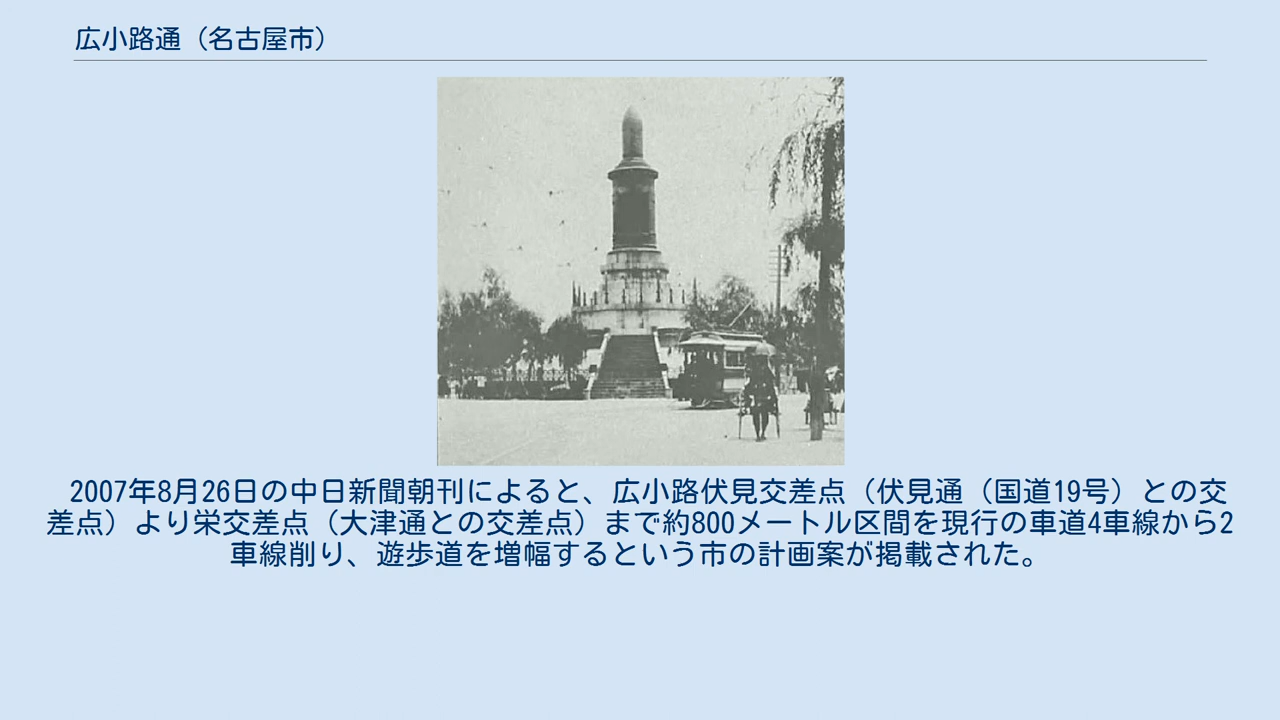 広小路通（名古屋市）
2007年8月26日の中日新聞朝刊によると、広小路伏見交差点（伏見通（国道19号）との交
差点）より栄交差点（大津通との交差点）まで約800メートル区間を現行の車道4車線から2
車線削り、遊歩道を増幅するという市の計画案が掲載された。